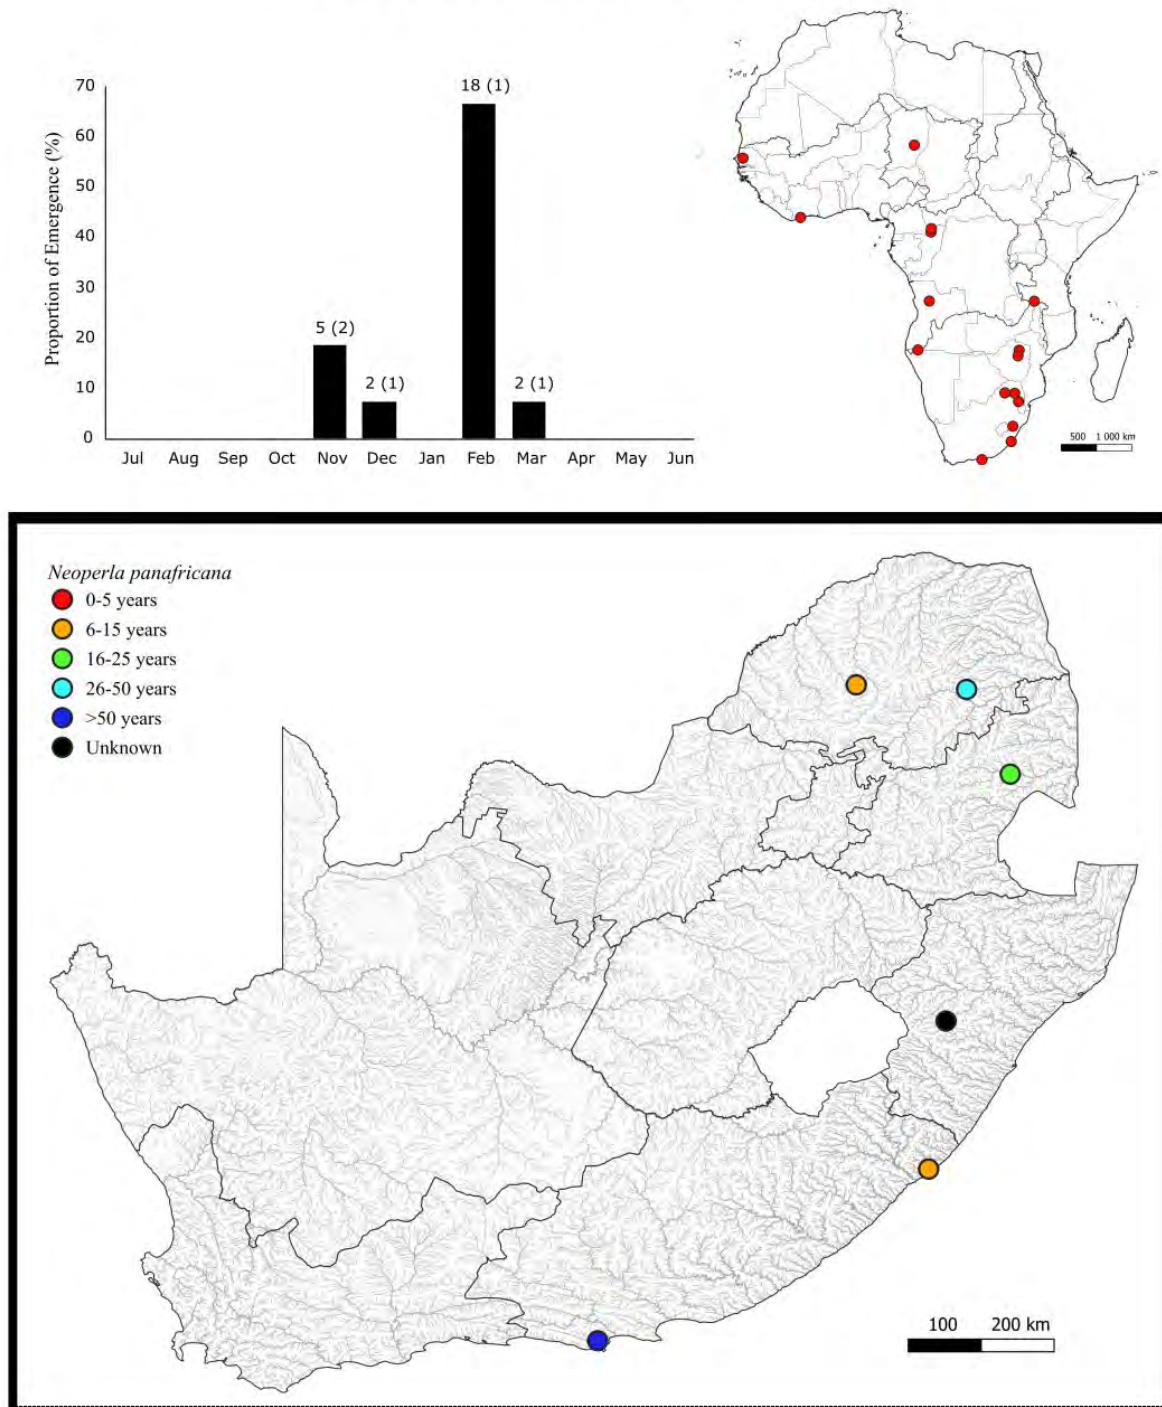 Proportion of Emergence (%)
70
60
50
40
30
20
10
0
5 (2)
2 (1)
18 (1)
2 (1)
Jul Aug Sep Oct Nov Dec Jan Feb Mar Apr May Jun
500 1 000 km
Neoperla panafricana
0-5 years
6-15 years
16-25 years
26-50 years
>50 years
Unknown
100 200 km